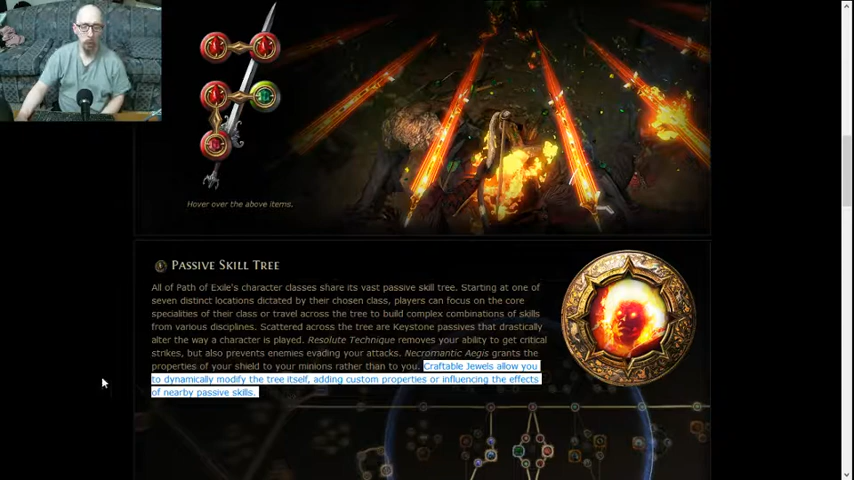 Hover over the above items.
PASSIVE SKILL TREE
All of Path of Exile's character classes share its vast passive skill tree. Starting at one of
seven distinct locations dictated by their chosen class, players can focus on the core
specialities of their class or travel across the tree to build complex combinations of skills
from various disciplines. Scattered across the tree are Keystone passives that drastically
alter the way a character is played. Resolute Technique removes your ability to get critical
strikes, but also prevents enemies evading your attacks. Necromantic Aegis grants the
properties of your shield to your minions rather than to you. Craftable Jewels allow you
to dynamically modify the tree itself, adding custom properties or influencing the effects
of nearby passive skills.